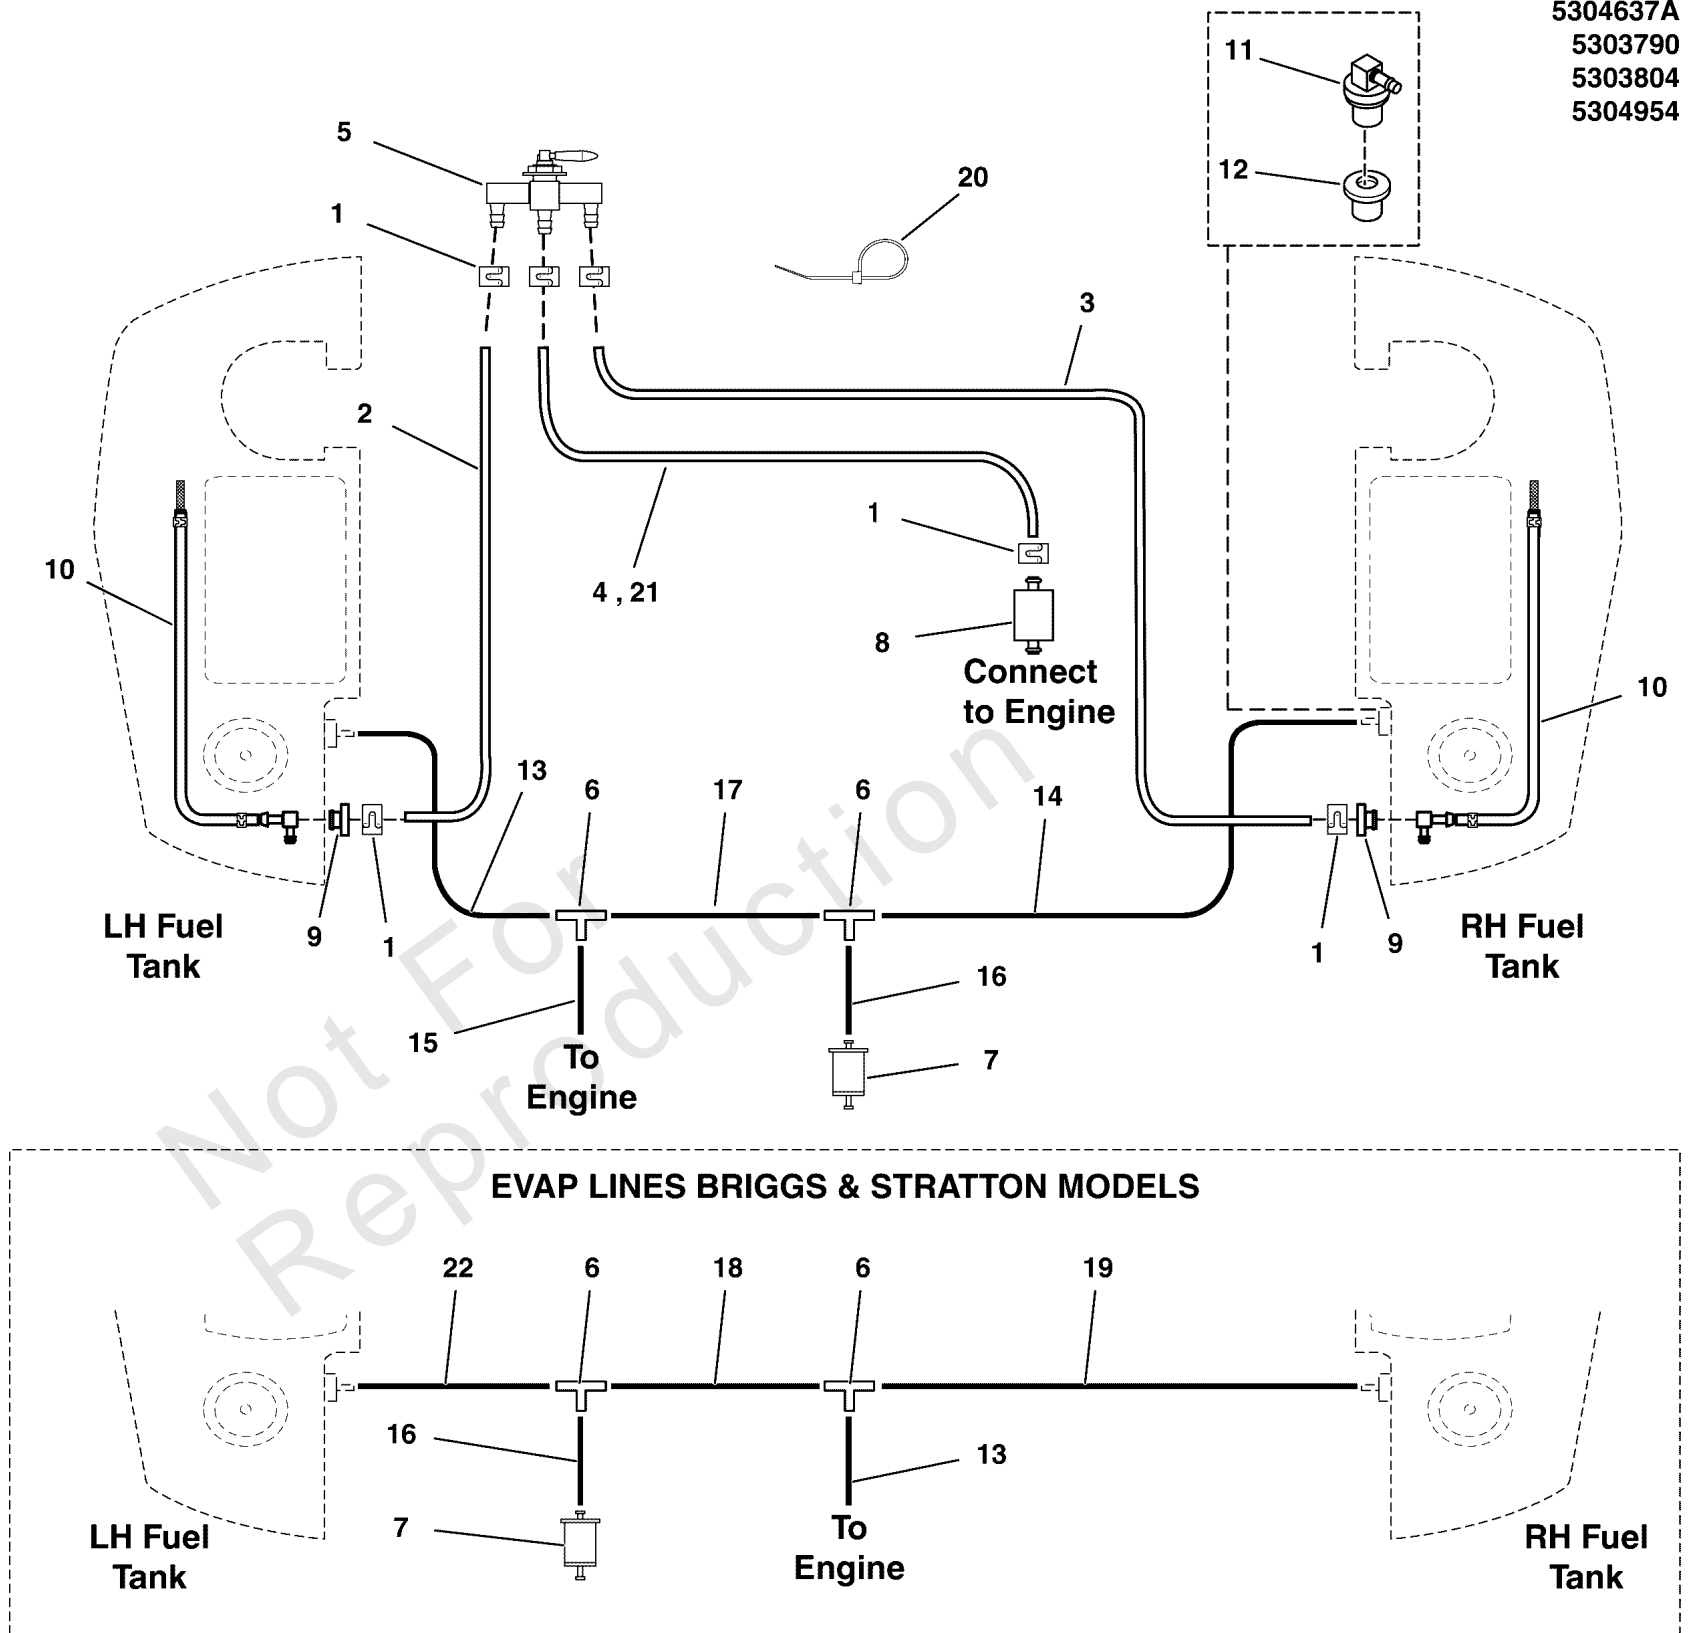 5304637A
5303790
5303804
5304954
11
12
5
1
20
3
2
10
4 , 21
1
8
Connect
to Engine
10
13
6
17
6
14
LH Fuel
Tank
9
1
1
9
RH Fuel
Tank
15
16
To
Engine
7
Not For
Reproduction
EVAP LINES BRIGGS & STRATTON MODELS
22
6
18
6
19
16
13
7
LH Fuel
Tank
To
Engine
RH Fuel
Tank